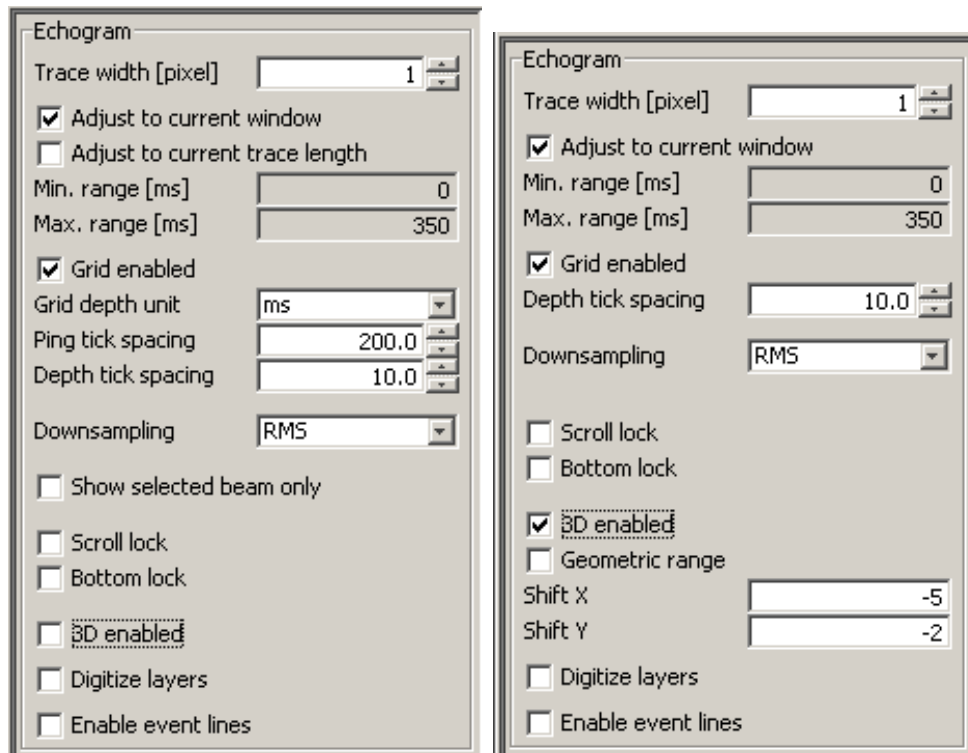 Echogram
Trace width [pixel] 1
Adjust to current window
Adjust to current trace length
Min. range [ms] 0
Max. range [ms] 350
Grid enabled
Grid depth unit ms
Ping tick spacing 200.0
Depth tick spacing 10.0
Downsampling RMS
Show selected beam only
Scroll lock
Bottom lock
3D enabled
Digitize layers
Enable event lines
Echogram
Trace width [pixel] 1
Adjust to current window
Min. range [ms] 0
Max. range [ms] 350
Grid enabled
Depth tick spacing 10.0
Downsampling RMS
Scroll lock
Bottom lock
3D enabled
Geometric range
Shift X -5
Shift Y -2
Digitize layers
Enable event lines